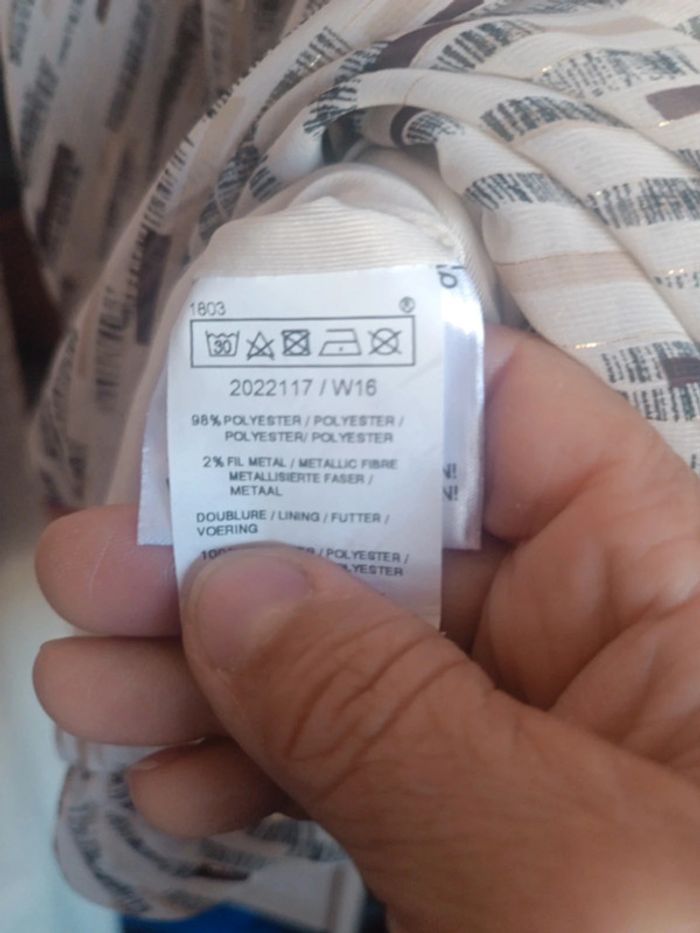 1803 ®
30
2022117 / W16
98% POLYESTER / POLYESTER /
POLYESTER/ POLYESTER
2% FIL METAL / METALLIC FIBRE
METALLISIERTE FASER /
METAAL
DOUBLURE / LINING / FUTTER /
VOERING
/ POLYESTER /
N!
N!